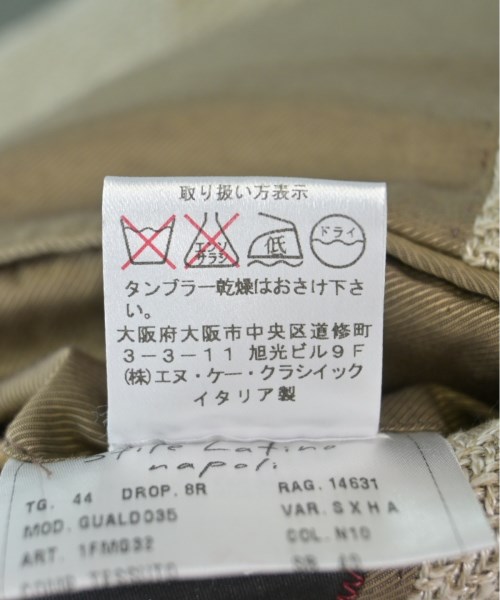 取り扱い方表示
エンソ
サラシ
低
ドライ
タンブラー乾燥はおさけ下さ
い。
大阪府大阪市中央区道修町
3-3-11 旭光ビル9F
(株)エヌ・ケー・クラシイック
イタリア製
Stile Latino
napoli
TG. 44 DROP. 8R RAG. 14631
MOD. GUALD035 VAR. SXHA
ART. 1FMG32 COL. N10
COLOR TESSUTO